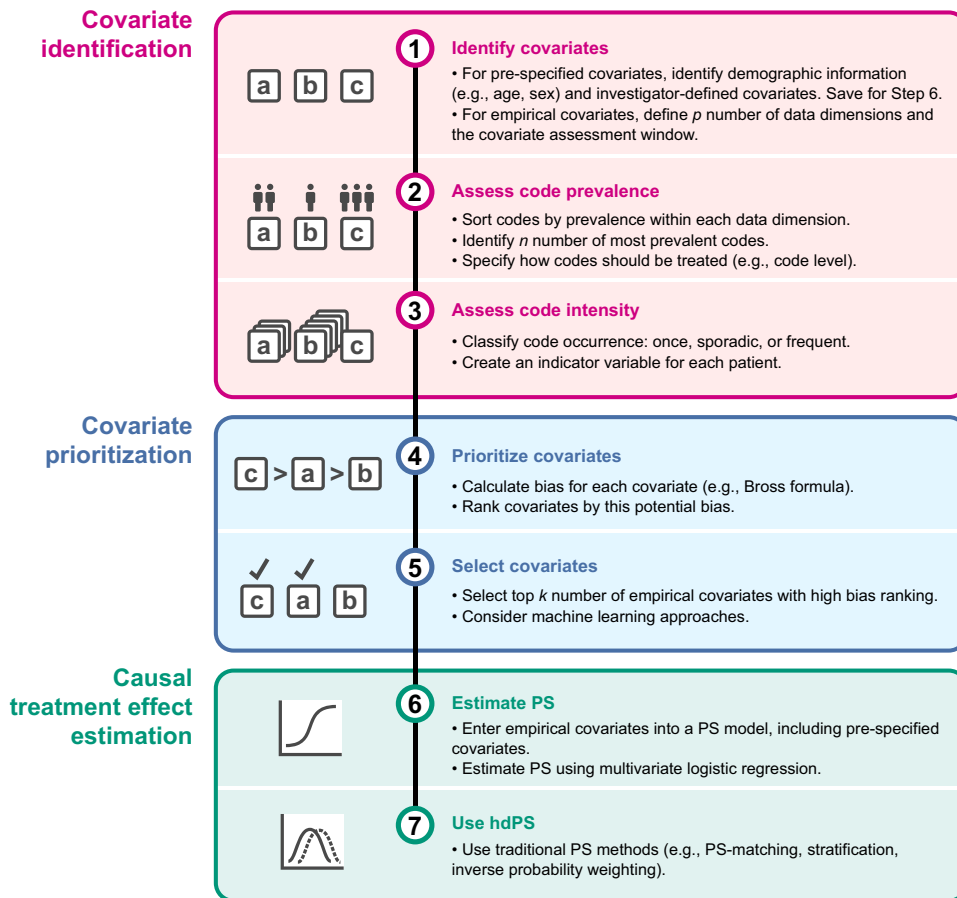 Covariate
identification
1
Identify covariates
a b c
• For pre-specified covariates, identify demographic information
(e.g., age, sex) and investigator-defined covariates. Save for Step 6.
• For empirical covariates, define p number of data dimensions and
the covariate assessment window.
2
Assess code prevalence
a b c
• Sort codes by prevalence within each data dimension.
• Identify n number of most prevalent codes.
• Specify how codes should be treated (e.g., code level).
3
Assess code intensity
a b c
• Classify code occurrence: once, sporadic, or frequent.
• Create an indicator variable for each patient.
Covariate
prioritization
4
Prioritize covariates
c > a > b
• Calculate bias for each covariate (e.g., Bross formula).
• Rank covariates by this potential bias.
5
Select covariates
c a b
• Select top k number of empirical covariates with high bias ranking.
• Consider machine learning approaches.
Causal
treatment effect
estimation
6
Estimate PS
• Enter empirical covariates into a PS model, including pre-specified
covariates.
• Estimate PS using multivariate logistic regression.
7
Use hdPS
• Use traditional PS methods (e.g., PS-matching, stratification,
inverse probability weighting).